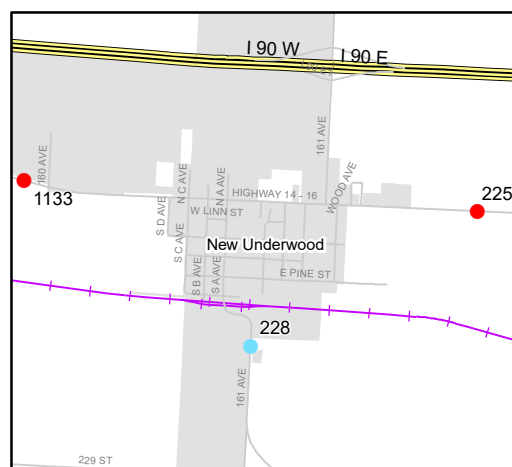 I 90 W
I 90 E
161 AVE
160 AVE
1133
N C AVE
N A AVE
HIGHWAY 14 - 16
WOOD AVE
225
S D AVE
W LINN ST
S C AVE
New Underwood
S B AVE
S A AVE
E PINE ST
228
161 AVE
229 ST